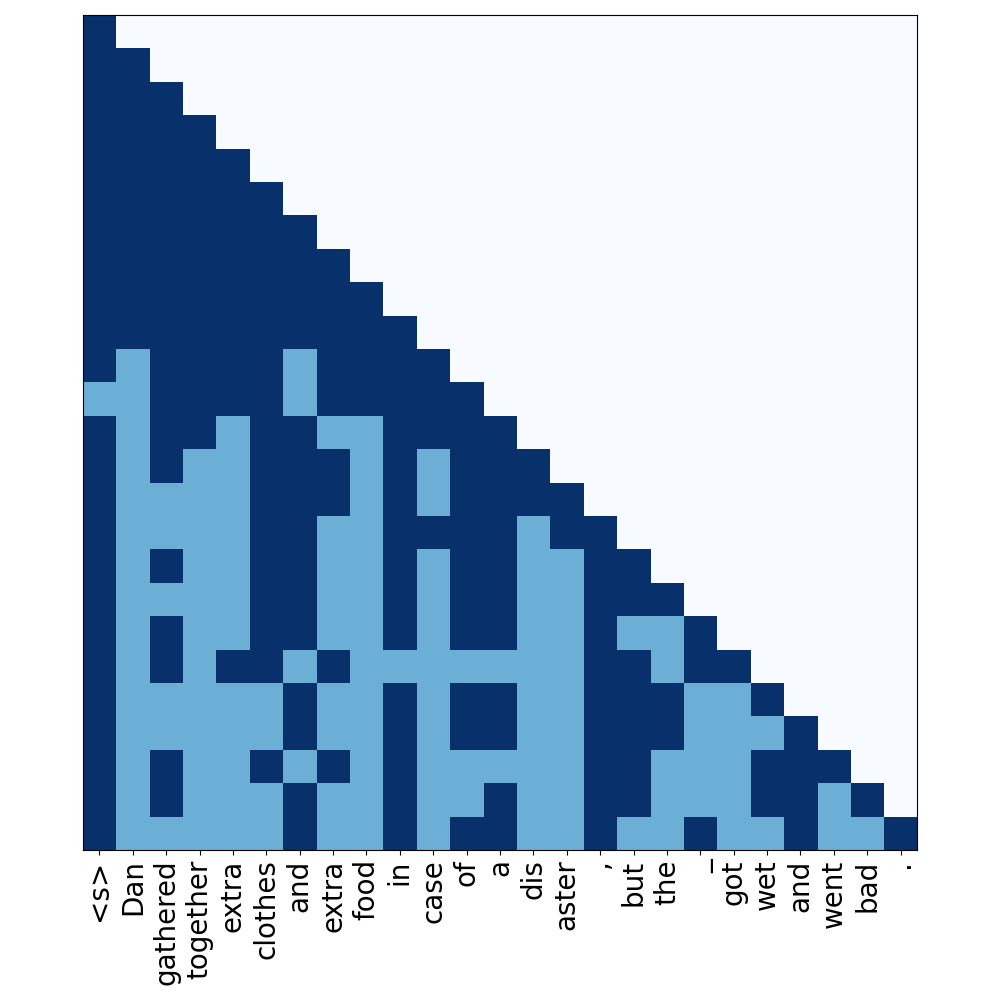 <s> Dan gathered together extra clothes and extra food in case of a dis aster , but the _ got wet and went bad .